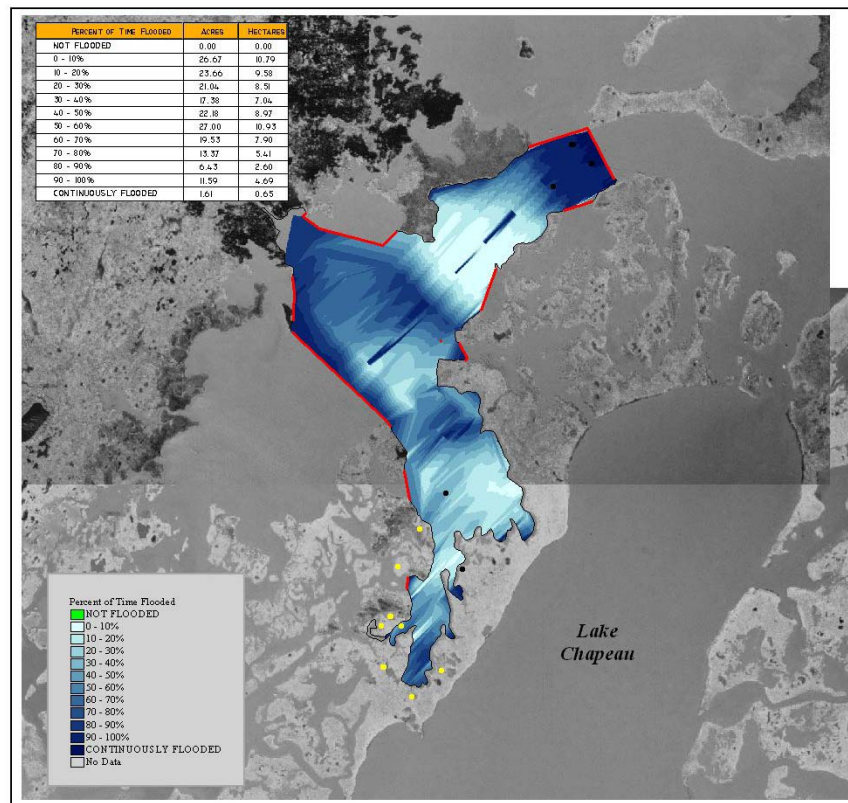 PERCENT OF TIME FLOODED ACRES HECTARES
NOT FLOODED 0.00 0.00
0 - 10% 26.67 10.79
10 - 20% 23.66 9.58
20 - 30% 21.04 8.51
30 - 40% 17.38 7.04
40 - 50% 22.18 8.97
50 - 60% 27.00 10.93
60 - 70% 19.53 7.90
70 - 80% 13.37 5.41
80 - 90% 6.43 2.60
90 - 100% 11.59 4.69
CONTINUOUSLY FLOODED 1.61 0.65
Lake
Chapeau
Percent of Time Flooded
NOT FLOODED
0 - 10%
10 - 20%
20 - 30%
30 - 40%
40 - 50%
50 - 60%
60 - 70%
70 - 80%
80 - 90%
90 - 100%
CONTINUOUSLY FLOODED
No Data